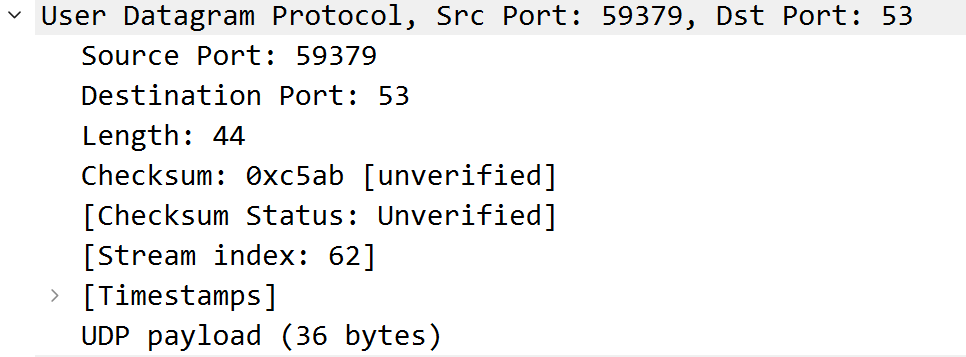 User Datagram Protocol, Src Port: 59379, Dst Port: 53
Source Port: 59379
Destination Port: 53
Length: 44
Checksum: 0xc5ab [unverified]
[Checksum Status: Unverified]
[Stream index: 62]
[Timestamps]
UDP payload (36 bytes)